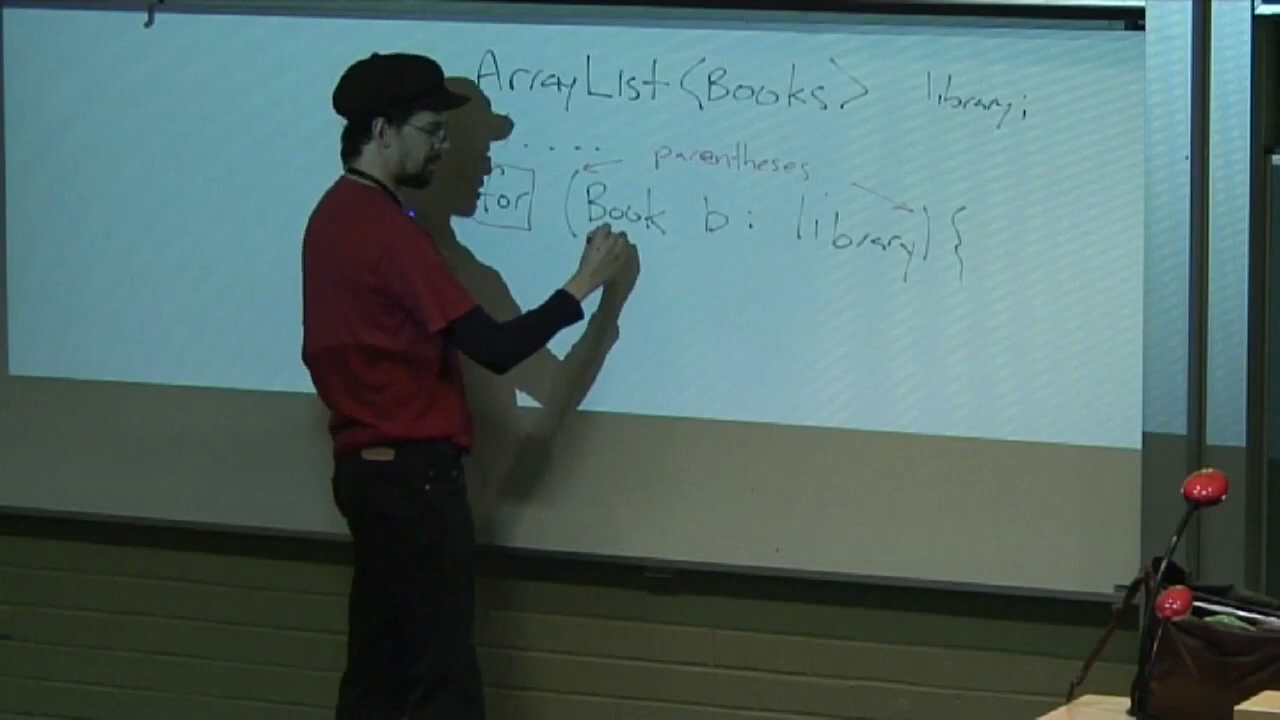 ArrayList<Books> library;
..... parentheses
for (Book b: library) {